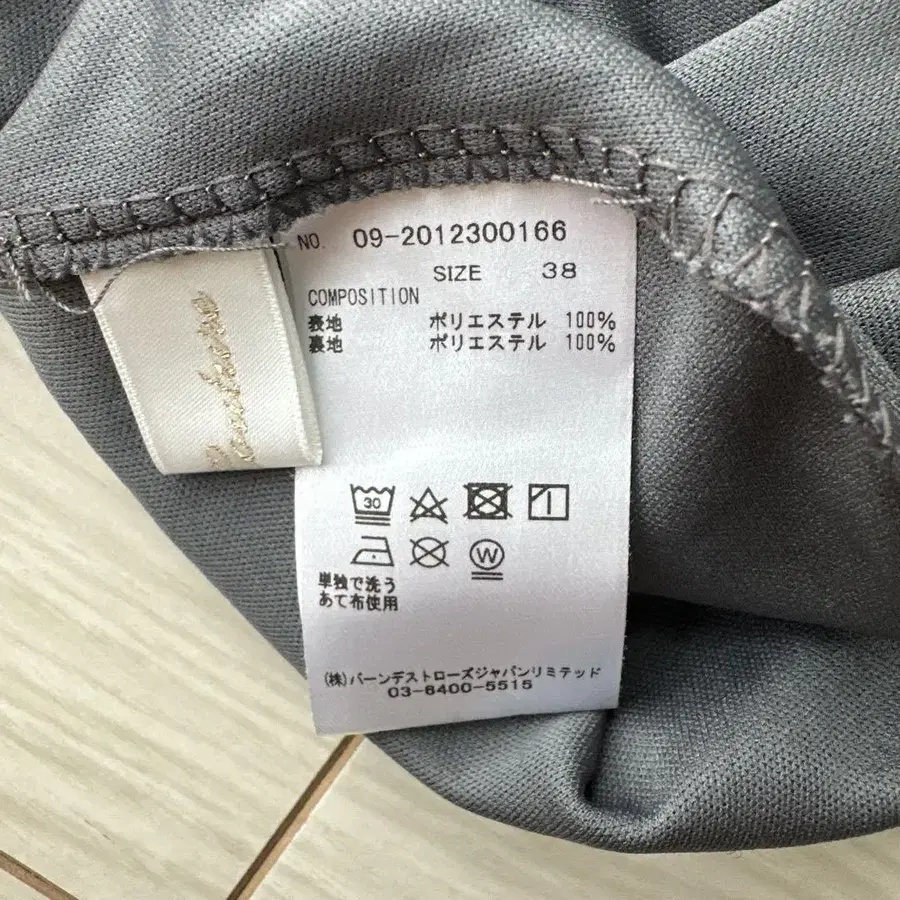 NO. 09-2012300166
SIZE 38
COMPOSITION
表地 ポリエステル 100%
裏地 ポリエステル 100%
30
W
単独で洗う
あて布使用
(株)バーンデストローズジャパンリミテッド
03-6400-5515